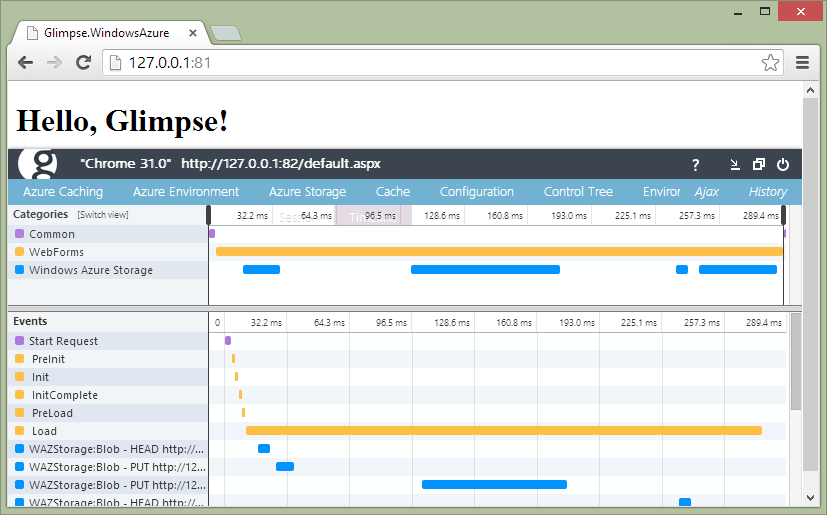 Glimpse.WindowsAzure
127.0.0.1:81
Hello, Glimpse!
g "Chrome 31.0" http://127.0.0.1:82/default.aspx ?
Azure Caching Azure Environment Azure Storage Cache Configuration Control Tree Enviror Ajax History
Categories [Switch view] 32.2 ms 64.3 ms 96.5 ms 128.6 ms 160.8 ms 193.0 ms 225.1 ms 257.3 ms 289.4 ms
Common
WebForms
Windows Azure Storage
Events 0 32.2 ms 64.3 ms 96.5 ms 128.6 ms 160.8 ms 193.0 ms 225.1 ms 257.3 ms 289.4 ms
Start Request
PreInit
Init
InitComplete
PreLoad
Load
WAZStorage:Blob - HEAD http://...
WAZStorage:Blob - PUT http://12...
WAZStorage:Blob - PUT http://12...
WAZStorage:Blob - HEAD http://...